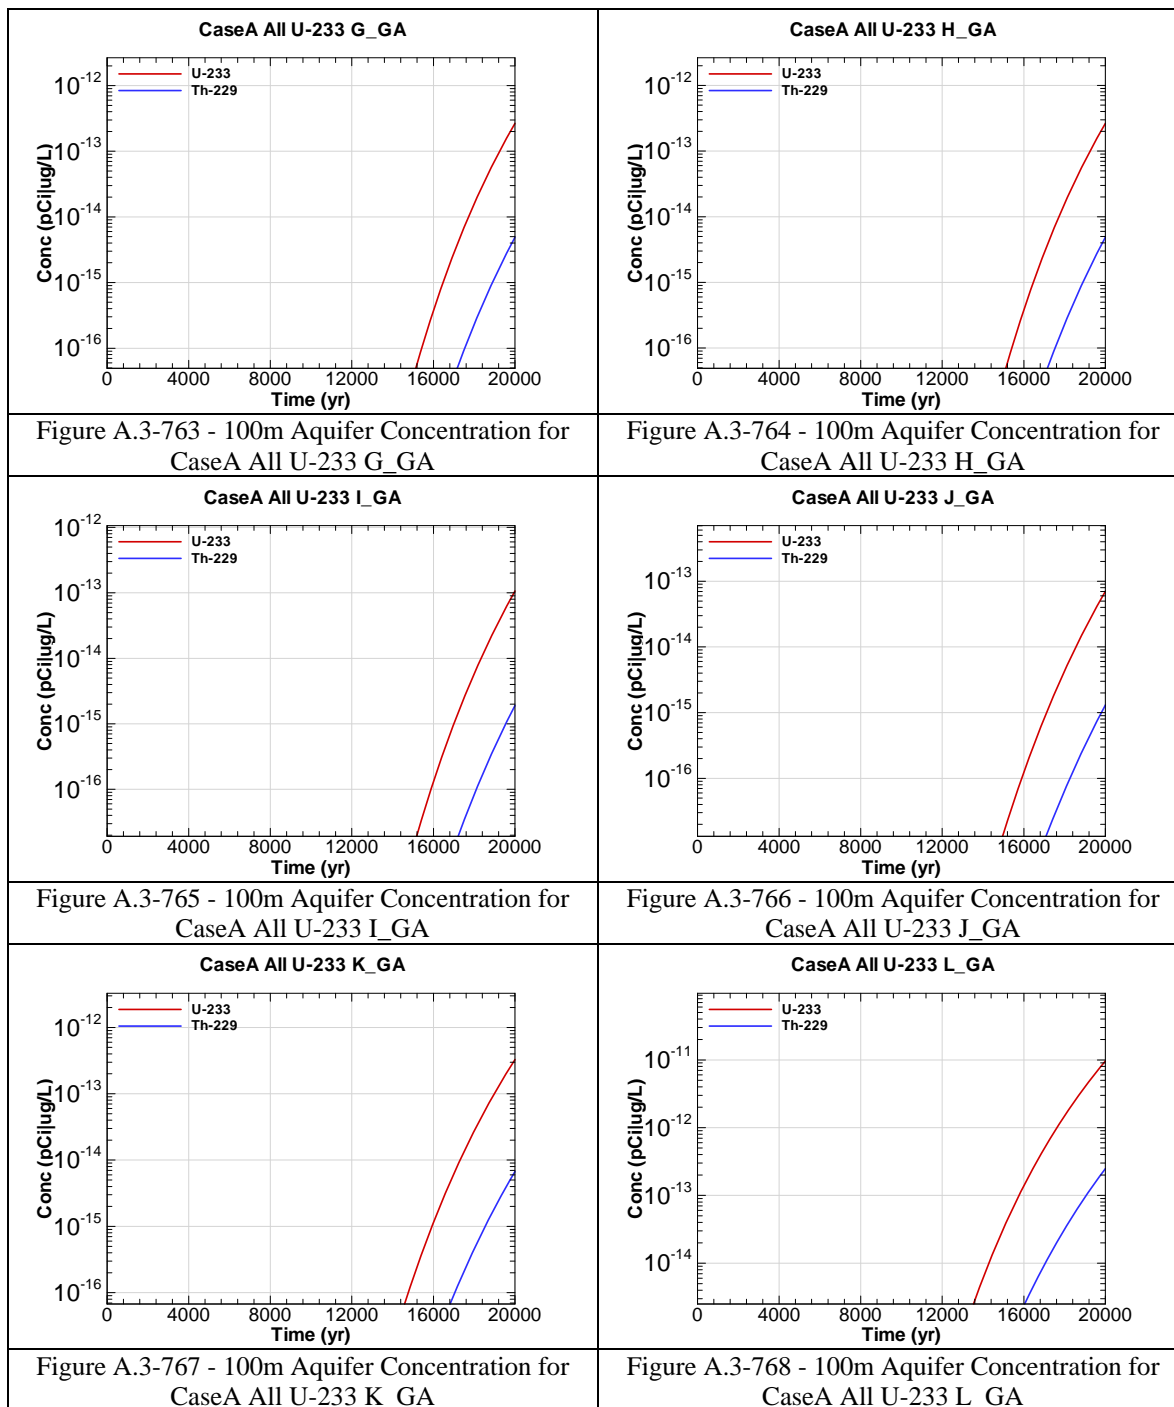 CaseA All U-233 G_GA
U-233
Th-229
Conc (pCi|ug/L)
10-12
10-13
10-14
10-15
10-16
0 4000 8000 12000 16000 20000
Time (yr)
Figure A.3-763 - 100m Aquifer Concentration for
CaseA All U-233 G_GA
CaseA All U-233 H_GA
U-233
Th-229
Conc (pCi|ug/L)
10-12
10-13
10-14
10-15
10-16
0 4000 8000 12000 16000 20000
Time (yr)
Figure A.3-764 - 100m Aquifer Concentration for
CaseA All U-233 H_GA
CaseA All U-233 I_GA
U-233
Th-229
Conc (pCi|ug/L)
10-12
10-13
10-14
10-15
10-16
0 4000 8000 12000 16000 20000
Time (yr)
Figure A.3-765 - 100m Aquifer Concentration for
CaseA All U-233 I_GA
CaseA All U-233 J_GA
U-233
Th-229
Conc (pCi|ug/L)
10-13
10-14
10-15
10-16
0 4000 8000 12000 16000 20000
Time (yr)
Figure A.3-766 - 100m Aquifer Concentration for
CaseA All U-233 J_GA
CaseA All U-233 K_GA
U-233
Th-229
Conc (pCi|ug/L)
10-12
10-13
10-14
10-15
10-16
0 4000 8000 12000 16000 20000
Time (yr)
Figure A.3-767 - 100m Aquifer Concentration for
CaseA All U-233 K_GA
CaseA All U-233 L_GA
U-233
Th-229
Conc (pCi|ug/L)
10-11
10-12
10-13
10-14
0 4000 8000 12000 16000 20000
Time (yr)
Figure A.3-768 - 100m Aquifer Concentration for
CaseA All U-233 L_GA